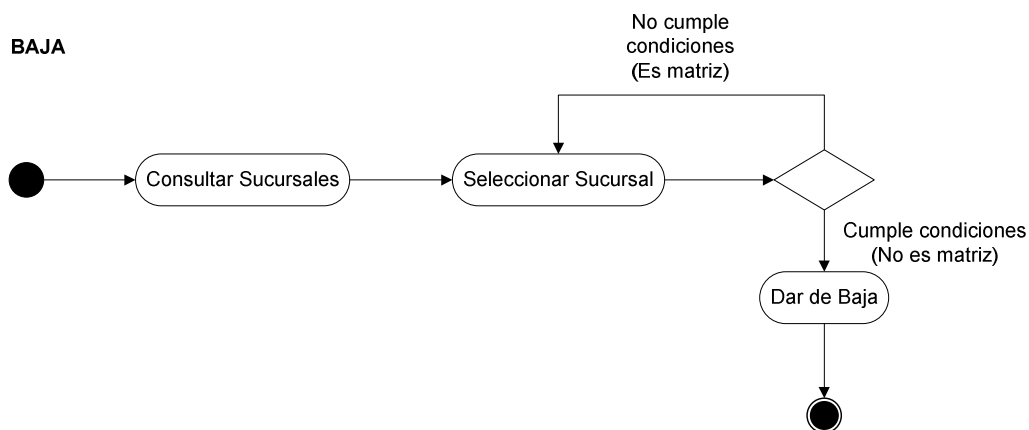 BAJA
No cumple
condiciones
(Es matriz)
Consultar Sucursales
Seleccionar Sucursal
Cumple condiciones
(No es matriz)
Dar de Baja